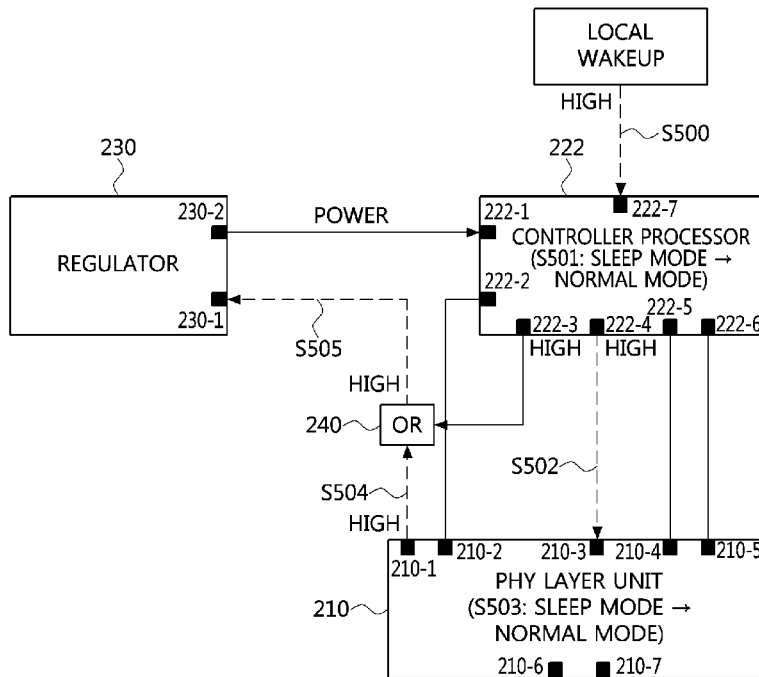 LOCAL
WAKEUP
HIGH
S500
230
222
230-2
POWER
222-1
222-7
REGULATOR
CONTROLLER PROCESSOR
(S501: SLEEP MODE →
NORMAL MODE)
222-2
230-1
222-3
222-4
222-5
222-6
S505
HIGH
HIGH
HIGH
240
OR
S504
S502
HIGH
210-1
210-2
210-3
210-4
210-5
210
PHY LAYER UNIT
(S503: SLEEP MODE →
NORMAL MODE)
210-6
210-7